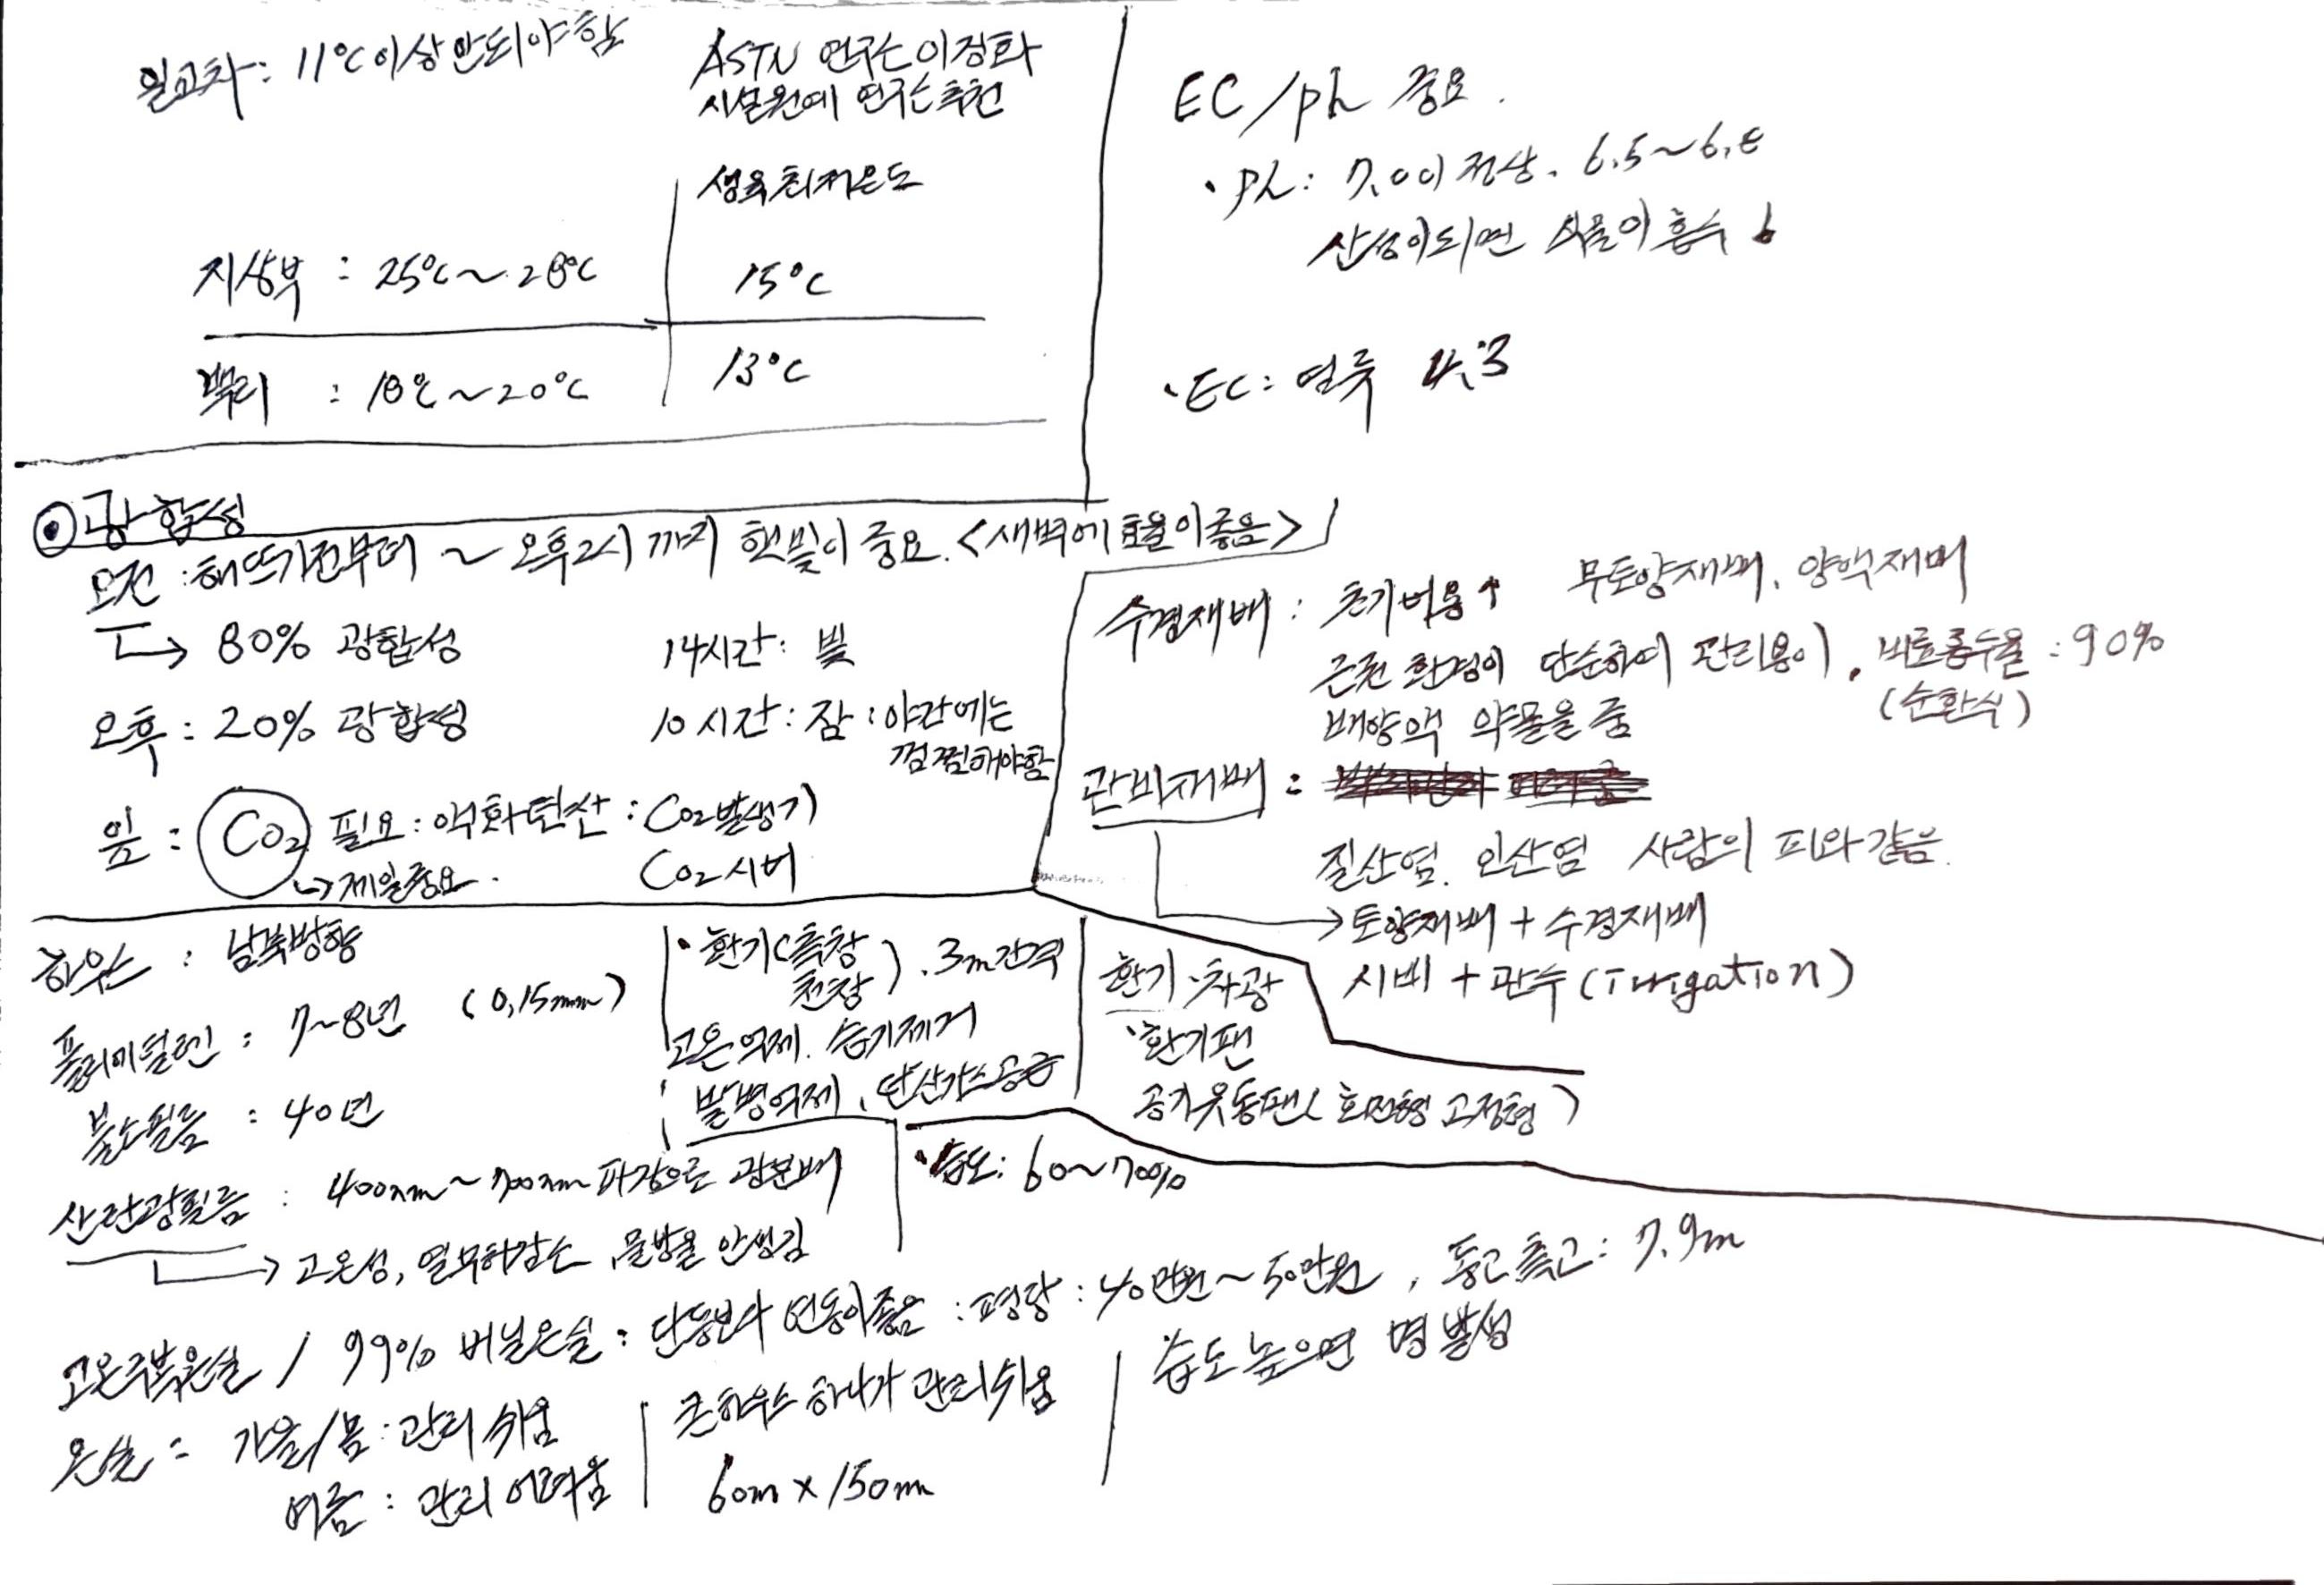 일교차: 11°C이상 안되야함
ASTN 연구는 이정화
시설원예 연구는 추천
생육최저온도
지상부 : 25°C~28°C
15°C
뿌리 : 18°C~20°C
13°C
EC/ph 중요.
· ph: 7.0이 정상. 6.5~6.8
산성이되면 식물이 흡수
· EC: 염류 4.3
⊙광합성
오전 : 해뜨기전부터 ~ 오후2시 까지 햇빛이 중요. <새벽에 효율이좋음>
→ 80% 광합성
14시간: 빛
오후 : 20% 광합성
10시간: 잠 : 야간에는
껌껌해야함
잎 : CO2 필요: 액화탄산 : CO2발생기
→ 제일중요.
CO2시비
수경재배 : 초기비용↑ 무토양재배, 양액재배
근권 환경이 단순하여 관리용이. 비료흡수율 : 90%
(순환식)
배양액 약물을 줌
관비재배 :
질산염. 인산염 사람의 피와같음.
→토양재배 + 수경재배
시비 + 관수 (Irrigation)
하우스 : 남북방향
폴리에틸렌 : 7~8년 (0,15mm)
불소필름 : 40년
산란광필름 : 400nm~700nm 파장으로 광분배
→ 고온성, 열부하감소, 물방울 안생김
· 환기(측창 천창). 3m간격
고온억제. 습기제거
발병억제, 탄산가스공급
환기·차광
·환기팬
공기유동팬(회전형 고정형)
·습도: 60~70%
고온극복온실 / 99% 비닐온실: 단동보다 연동이좋음 : 평당 : 40만원~50만원, 동고측고: 7.9m
온실 : 가을/봄 : 관리 쉬움
여름 : 관리 어려움
큰하우스 하나가 관리쉬움
60m x 150m
습도높으면 병 발생